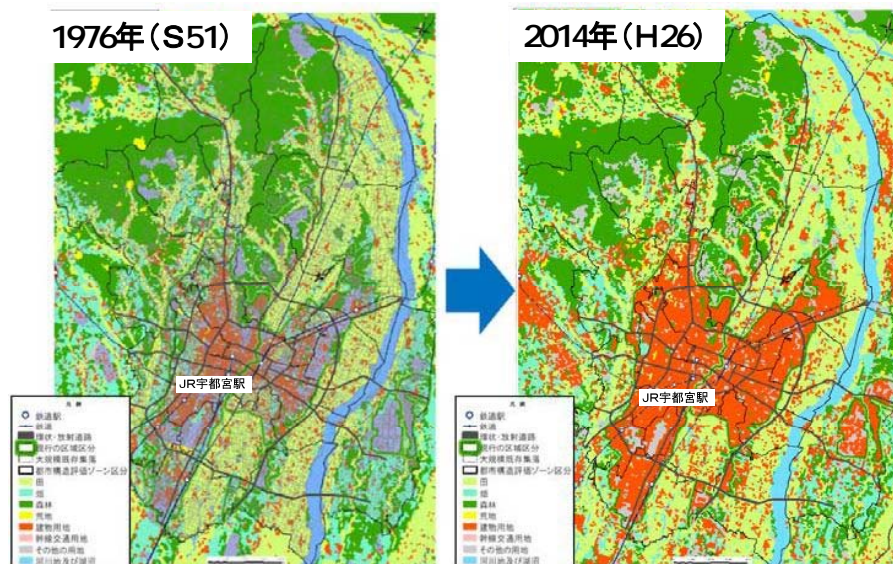 1976年（S51）
2014年（H26）
JR宇都宮駅
JR宇都宮駅
凡例
鉄道駅
鉄道
環状・放射道路
現行の区域区分
大規模既存集落
都市構造評価ゾーン区分
田
畑
森林
荒地
建物用地
幹線交通用地
その他の用地
河川地及び湖沼
凡例
鉄道駅
鉄道
環状・放射道路
現行の区域区分
大規模既存集落
都市構造評価ゾーン区分
田
畑
森林
荒地
建物用地
幹線交通用地
その他の用地
河川地及び湖沼